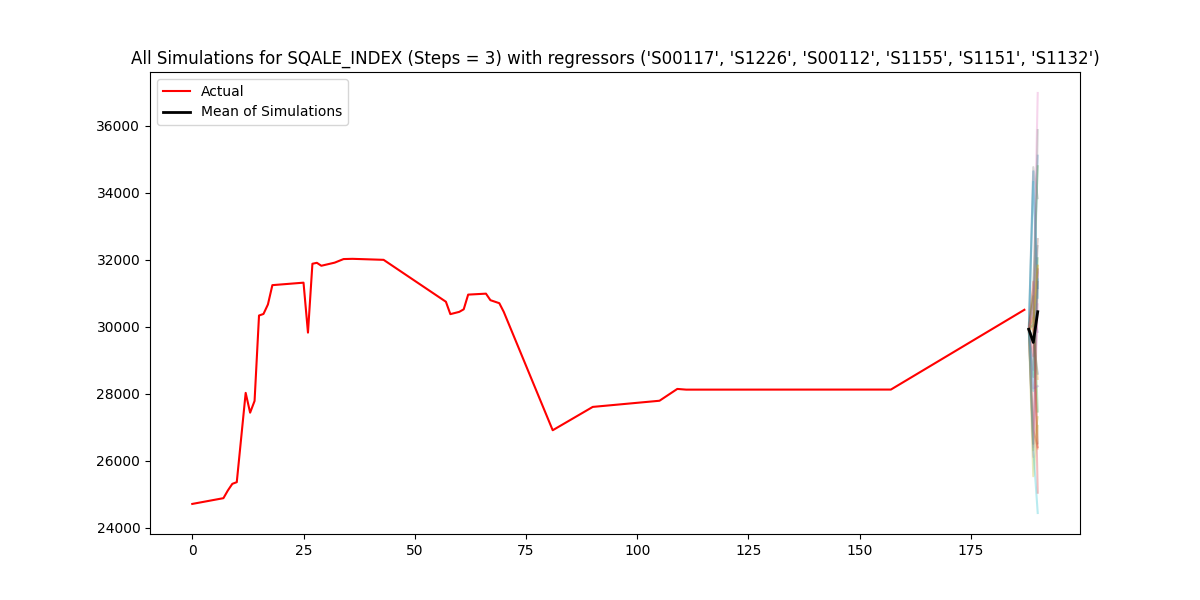 All Simulations for SQALE_INDEX (Steps = 3) with regressors ('S00117', 'S1226', 'S00112', 'S1155', 'S1151', 'S1132')
Actual
Mean of Simulations
36000
34000
32000
30000
28000
26000
24000
0 25 50 75 100 125 150 175